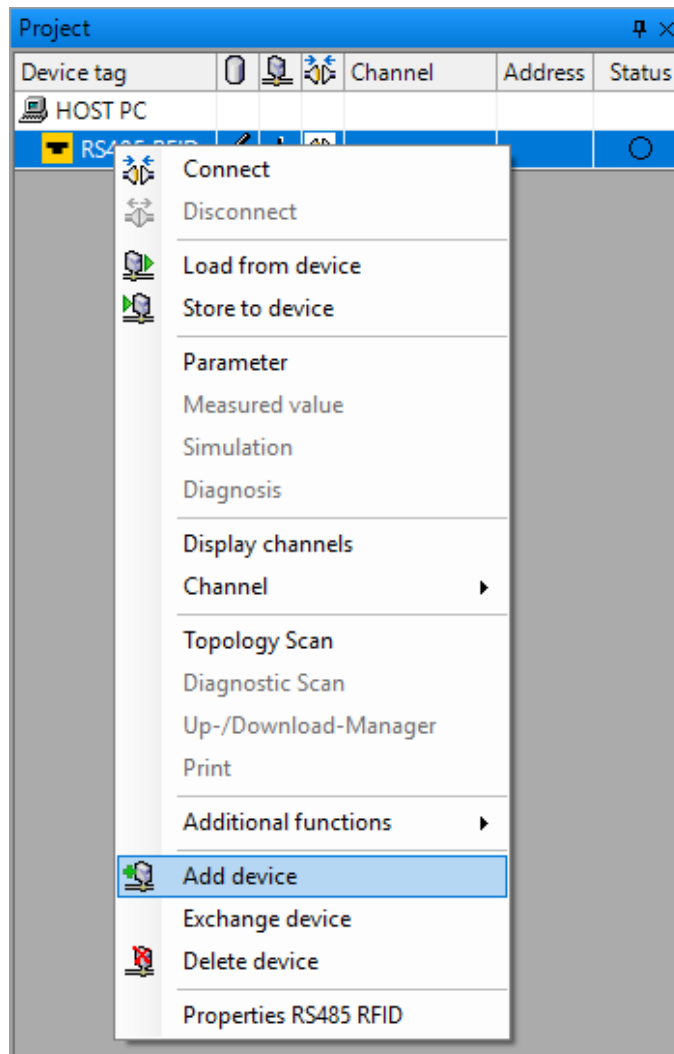 Project
Device tag Channel Address Status
HOST PC
RS485 RFID
Connect
Disconnect
Load from device
Store to device
Parameter
Measured value
Simulation
Diagnosis
Display channels
Channel
Topology Scan
Diagnostic Scan
Up-/Download-Manager
Print
Additional functions
Add device
Exchange device
Delete device
Properties RS485 RFID